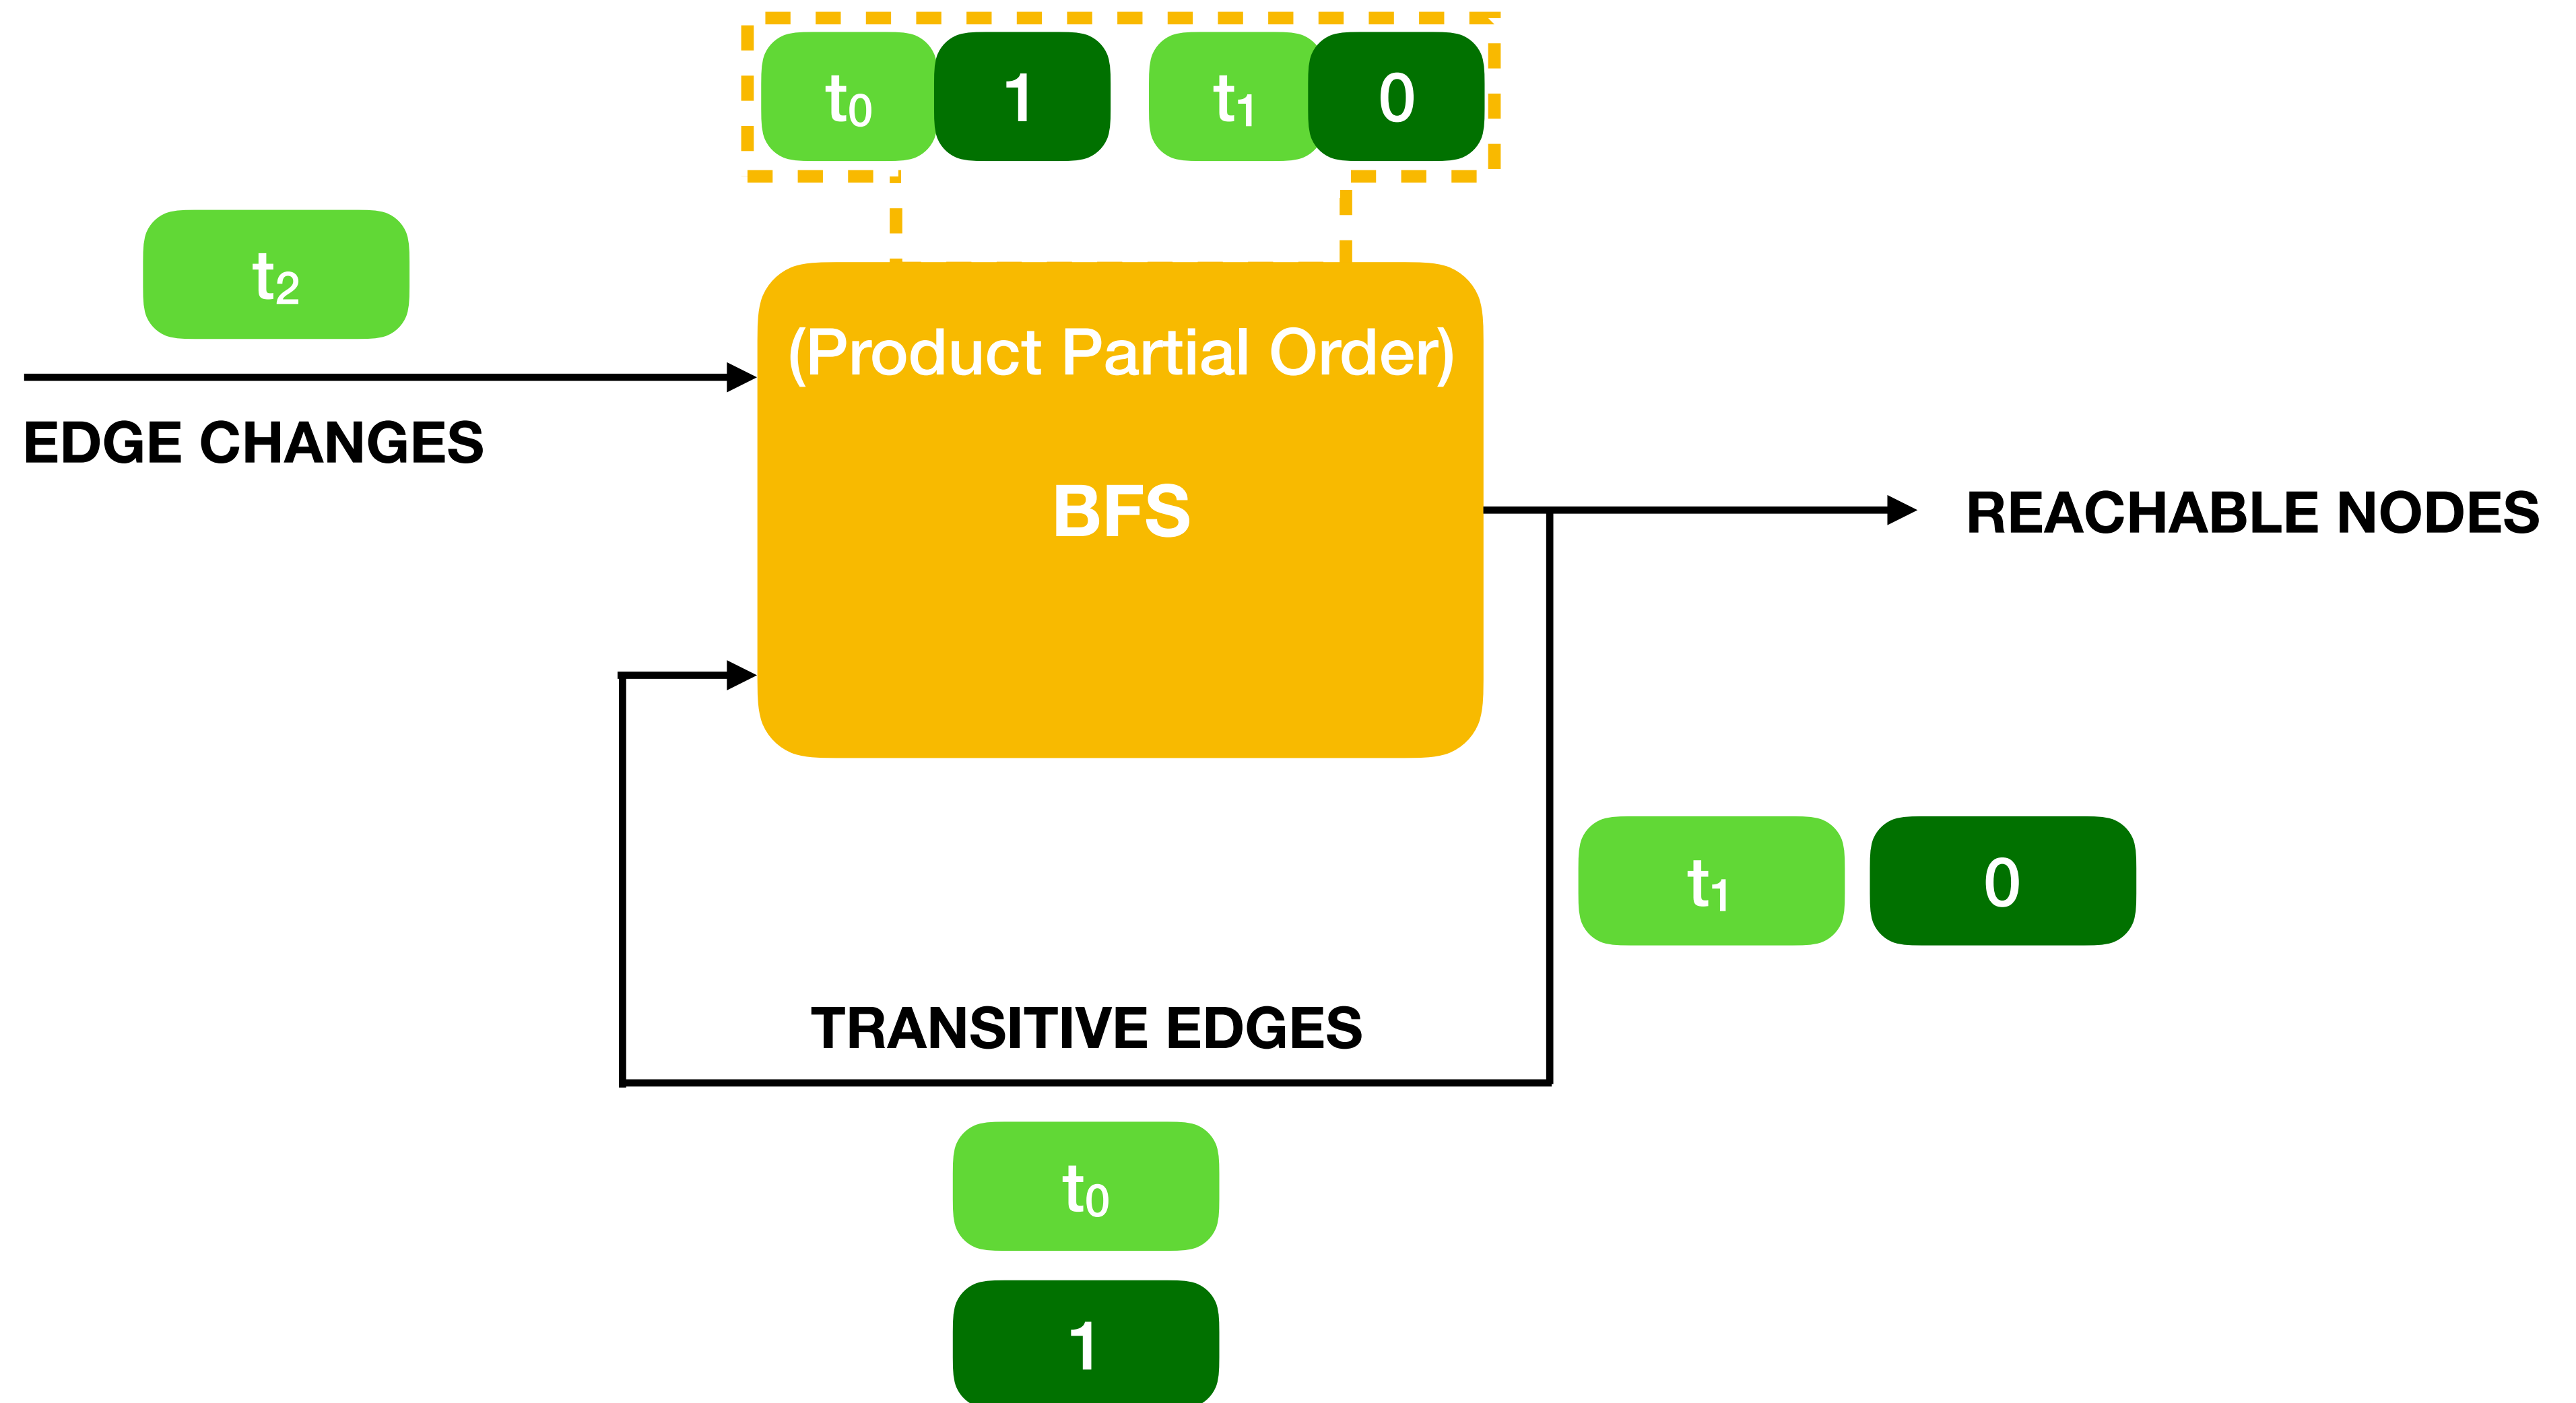 t₀ 1 t₁ 0
t₂
(Product Partial Order)
EDGE CHANGES
BFS
REACHABLE NODES
t₁ 0
TRANSITIVE EDGES
t₀
1